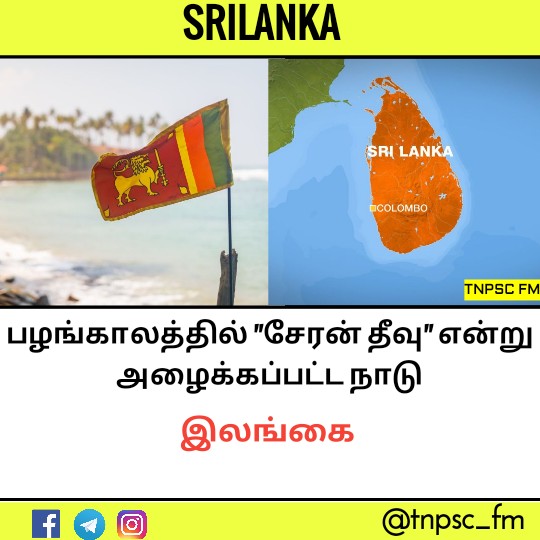 SRILANKA
SRI LANKA
COLOMBO
TNPSC FM
பழங்காலத்தில் "சேரன் தீவு" என்று
அழைக்கப்பட்ட நாடு
இலங்கை
@tnpsc_fm